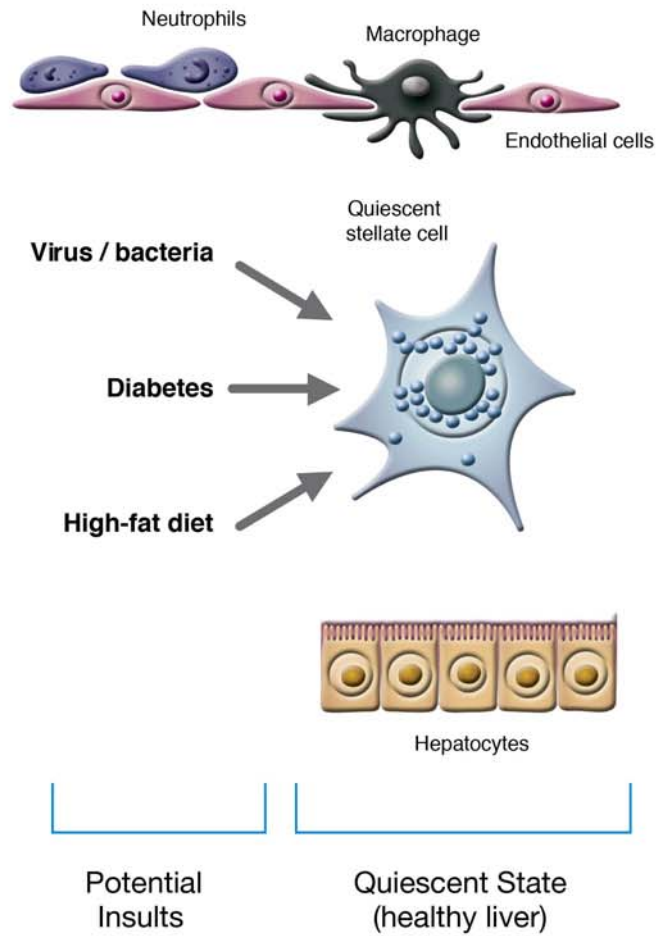 Neutrophils
Macrophage
Endothelial cells
Quiescent
stellate cell
Virus / bacteria
Diabetes
High-fat diet
Hepatocytes
Potential
Insults
Quiescent State
(healthy liver)